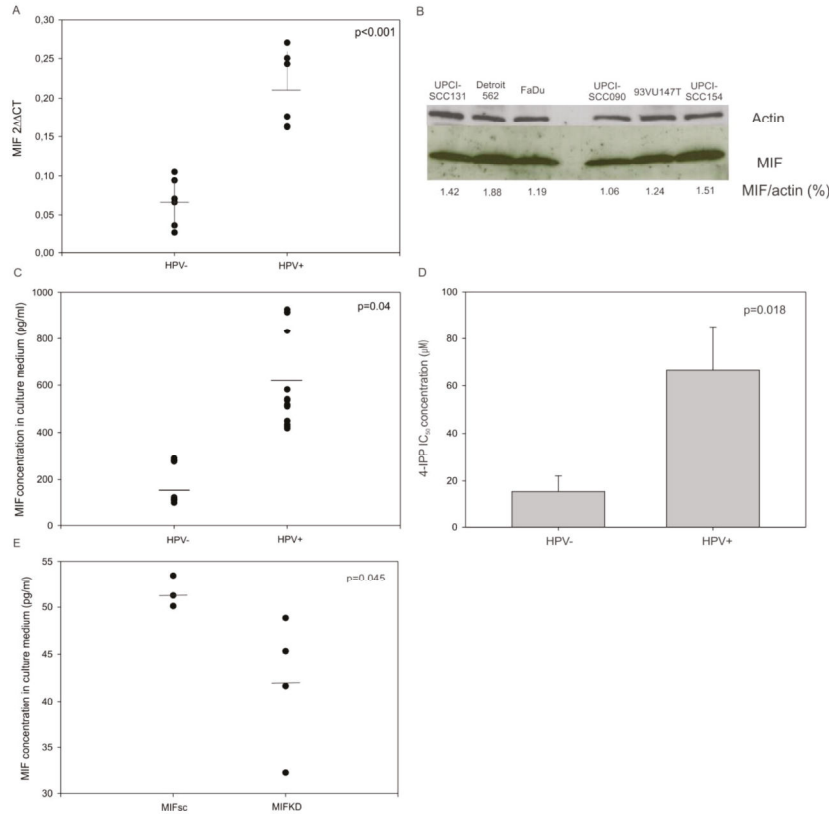 A
MIF 2ΔΔCT
0,30
0,25
0,20
0,15
0,10
0,05
0,00
p<0.001
HPV-
HPV+
B
UPCI-
SCC131
Detroit
562
FaDu
UPCI-
SCC090
93VU147T
UPCI-
SCC154
Actin
MIF
1.42
1.88
1.19
1.06
1.24
1.51
MIF/actin (%)
C
MIF concentration in culture medium (pg/ml)
1000
800
600
400
200
0
p=0.04
HPV-
HPV+
D
4-IPP IC50 concentration (μM)
100
80
60
40
20
0
p=0.018
HPV-
HPV+
E
MIF concentration in culture medium (pg/ml)
55
50
45
40
35
30
p=0.045
MIFsc
MIFKD